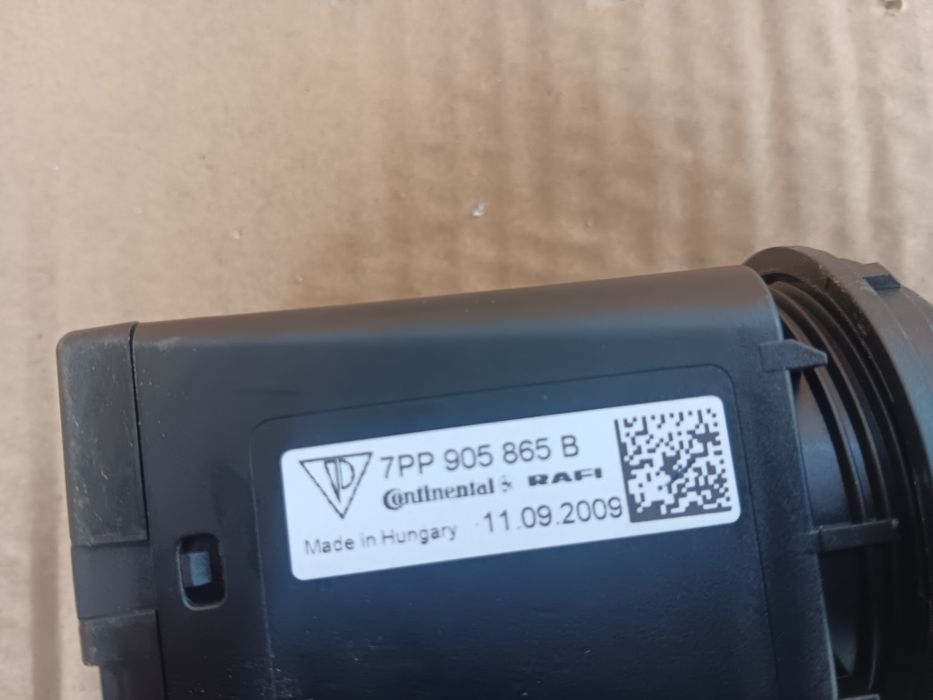 7PP 905 865 B
Continental RAFI
Made in Hungary 11.09.2009